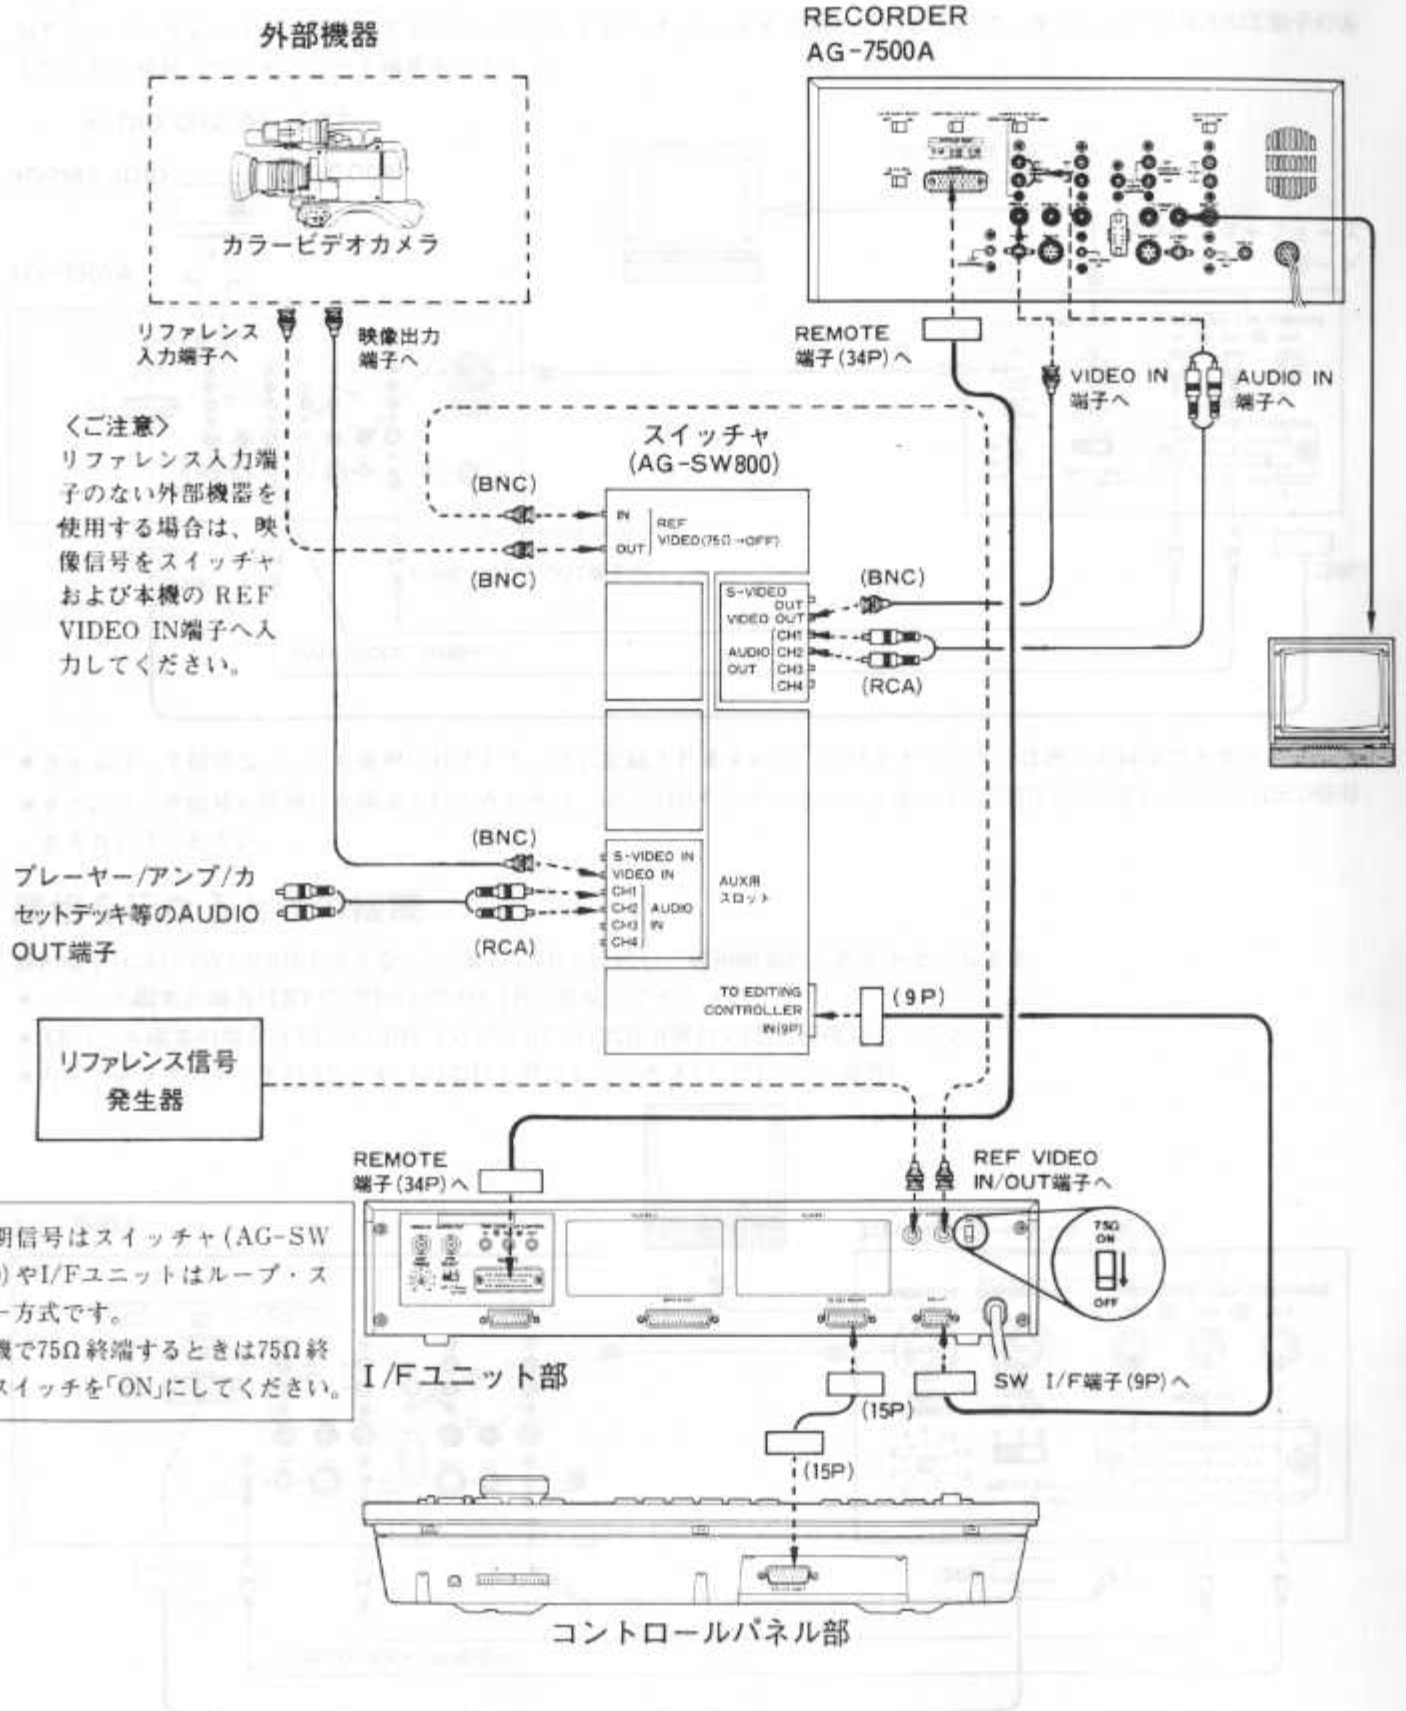 外部機器
RECORDER
AG-7500A
カラービデオカメラ
リファレンス
入力端子へ
映像出力
端子へ
REMOTE
端子(34P)へ
VIDEO IN
端子へ
AUDIO IN
端子へ
〈ご注意〉
リファレンス入力端
子のない外部機器を
使用する場合は、映
像信号をスイッチャ
および本機の REF
VIDEO IN端子へ入
力してください。
スイッチャ
(AG-SW800)
(BNC)
IN
REF
VIDEO(75Ω→OFF)
OUT
(BNC)
S-VIDEO
OUT
VIDEO OUT
CH1
AUDIO CH2
OUT CH3
CH4
(BNC)
(RCA)
(BNC)
S-VIDEO IN
VIDEO IN
CH1
CH2 AUDIO
CH3 IN
CH4
AUX用
スロット
プレーヤー/アンプ/カ
セットデッキ等のAUDIO
OUT端子
(RCA)
TO EDITING
CONTROLLER
IN(9P)
(9P)
リファレンス信号
発生器
REMOTE
端子(34P)へ
REF VIDEO
IN/OUT端子へ
75Ω
ON
OFF
期信号はスイッチャ(AG-SW
)やI/Fユニットはループ・ス
ー方式です。
機で75Ω終端するときは75Ω終
スイッチを「ON」にしてください。
I/Fユニット部
(15P)
SW I/F端子(9P)へ
(15P)
コントロールパネル部